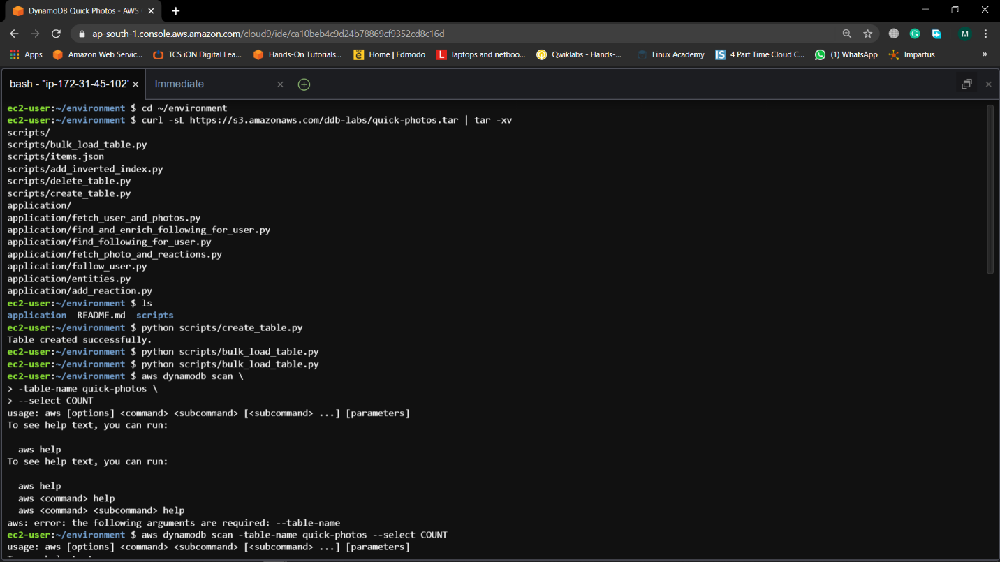 DynamoDB Quick Photos - AWS
ap-south-1.console.aws.amazon.com/cloud9/ide/ca10beb4c9d24b78869cf9352cd8c16d
M
Apps Amazon Web Servic... TCS iON Digital Lea... Hands-On Tutorials... Home | Edmodo laptops and netboo... Qwiklabs - Hands-... Linux Academy 4 Part Time Cloud C... (1) WhatsApp Impartus »
bash - "ip-172-31-45-102" Immediate
ec2-user:~/environment $ cd ~/environment
ec2-user:~/environment $ curl -sL https://s3.amazonaws.com/ddb-labs/quick-photos.tar | tar -xv
scripts/
scripts/bulk_load_table.py
scripts/items.json
scripts/add_inverted_index.py
scripts/delete_table.py
scripts/create_table.py
application/
application/fetch_user_and_photos.py
application/find_and_enrich_following_for_user.py
application/find_following_for_user.py
application/fetch_photo_and_reactions.py
application/follow_user.py
application/entities.py
application/add_reaction.py
ec2-user:~/environment $ ls
application README.md scripts
ec2-user:~/environment $ python scripts/create_table.py
Table created successfully.
ec2-user:~/environment $ python scripts/bulk_load_table.py
ec2-user:~/environment $ python scripts/bulk_load_table.py
ec2-user:~/environment $ aws dynamodb scan \
> -table-name quick-photos \
> --select COUNT
usage: aws [options] <command> <subcommand> [<subcommand> ...] [parameters]
To see help text, you can run:
aws help
To see help text, you can run:
aws help
aws <command> help
aws <command> <subcommand> help
aws: error: the following arguments are required: --table-name
ec2-user:~/environment $ aws dynamodb scan -table-name quick-photos --select COUNT
usage: aws [options] <command> <subcommand> [<subcommand> ...] [parameters]